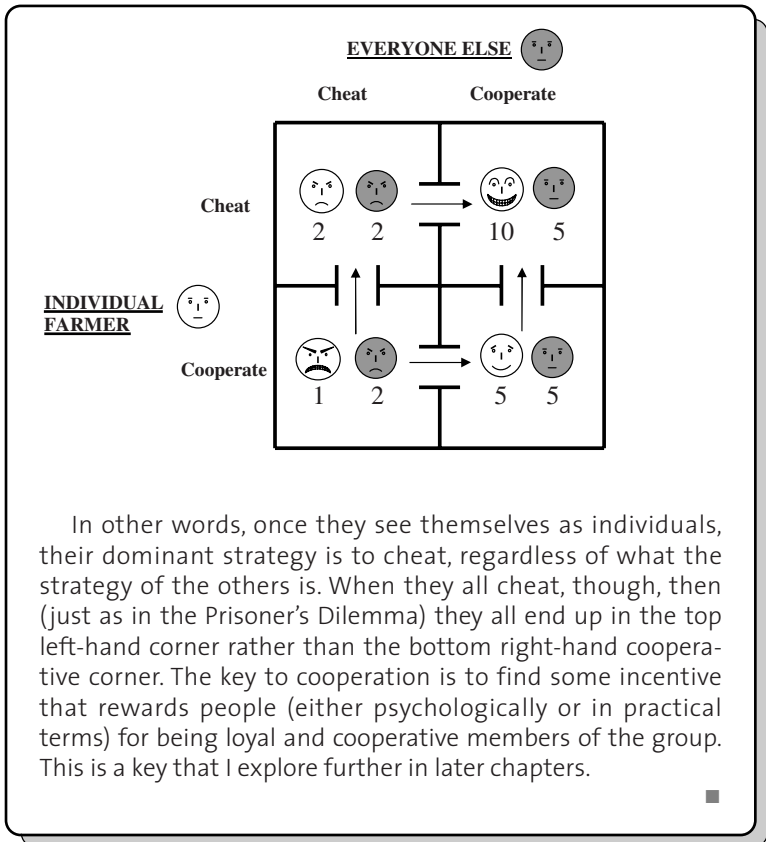 EVERYONE ELSE
Cheat Cooperate
Cheat
2 2 10 5
INDIVIDUAL
FARMER
Cooperate
1 2 5 5
In other words, once they see themselves as individuals,
their dominant strategy is to cheat, regardless of what the
strategy of the others is. When they all cheat, though, then
(just as in the Prisoner’s Dilemma) they all end up in the top
left-hand corner rather than the bottom right-hand coopera-
tive corner. The key to cooperation is to find some incentive
that rewards people (either psychologically or in practical
terms) for being loyal and cooperative members of the group.
This is a key that I explore further in later chapters.